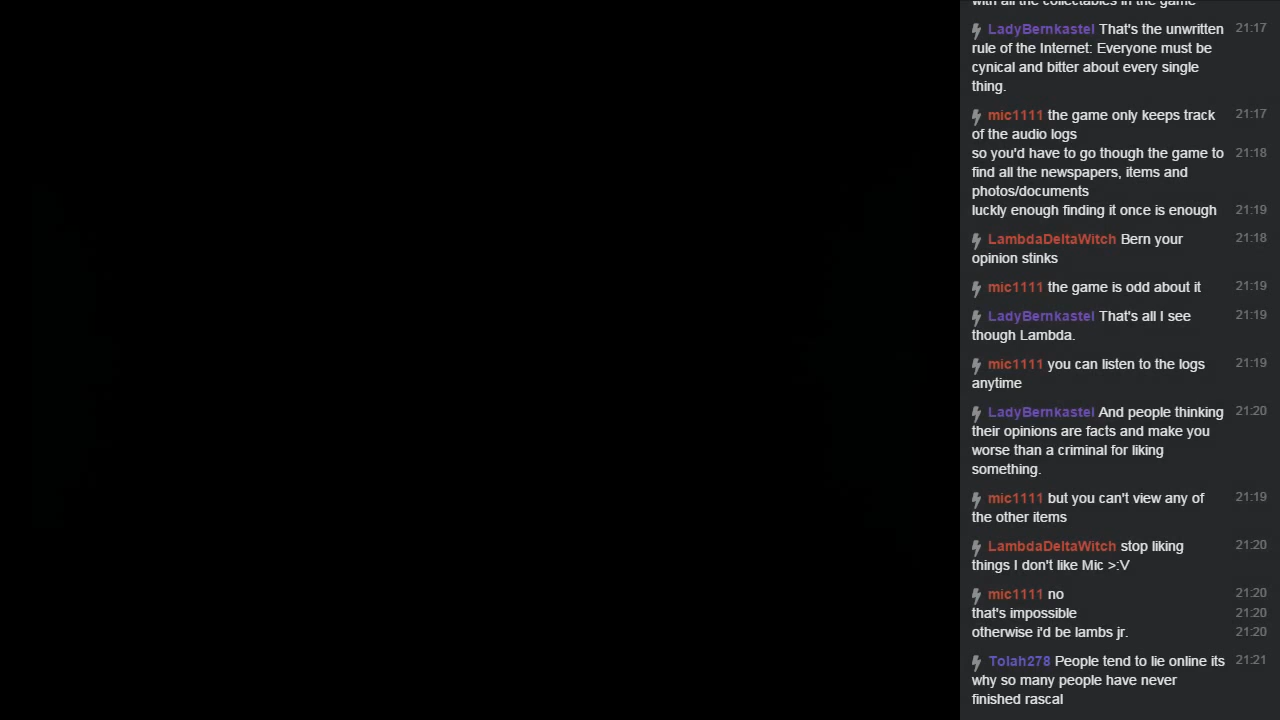 with all the collectables in the game
LadyBernkastel That's the unwritten 21:17
rule of the Internet: Everyone must be
cynical and bitter about every single
thing.
mic1111 the game only keeps track 21:17
of the audio logs
so you'd have to go though the game to 21:18
find all the newspapers, items and
photos/documents
luckly enough finding it once is enough 21:19
LambdaDeltaWitch Bern your 21:18
opinion stinks
mic1111 the game is odd about it 21:19
LadyBernkastel That's all I see 21:19
though Lambda.
mic1111 you can listen to the logs 21:19
anytime
LadyBernkastel And people thinking 21:20
their opinions are facts and make you
worse than a criminal for liking
something.
mic1111 but you can't view any of 21:19
the other items
LambdaDeltaWitch stop liking 21:20
things I don't like Mic >:V
mic1111 no 21:20
that's impossible 21:20
otherwise i'd be lambs jr. 21:20
Tolah278 People tend to lie online its 21:21
why so many people have never
finished rascal